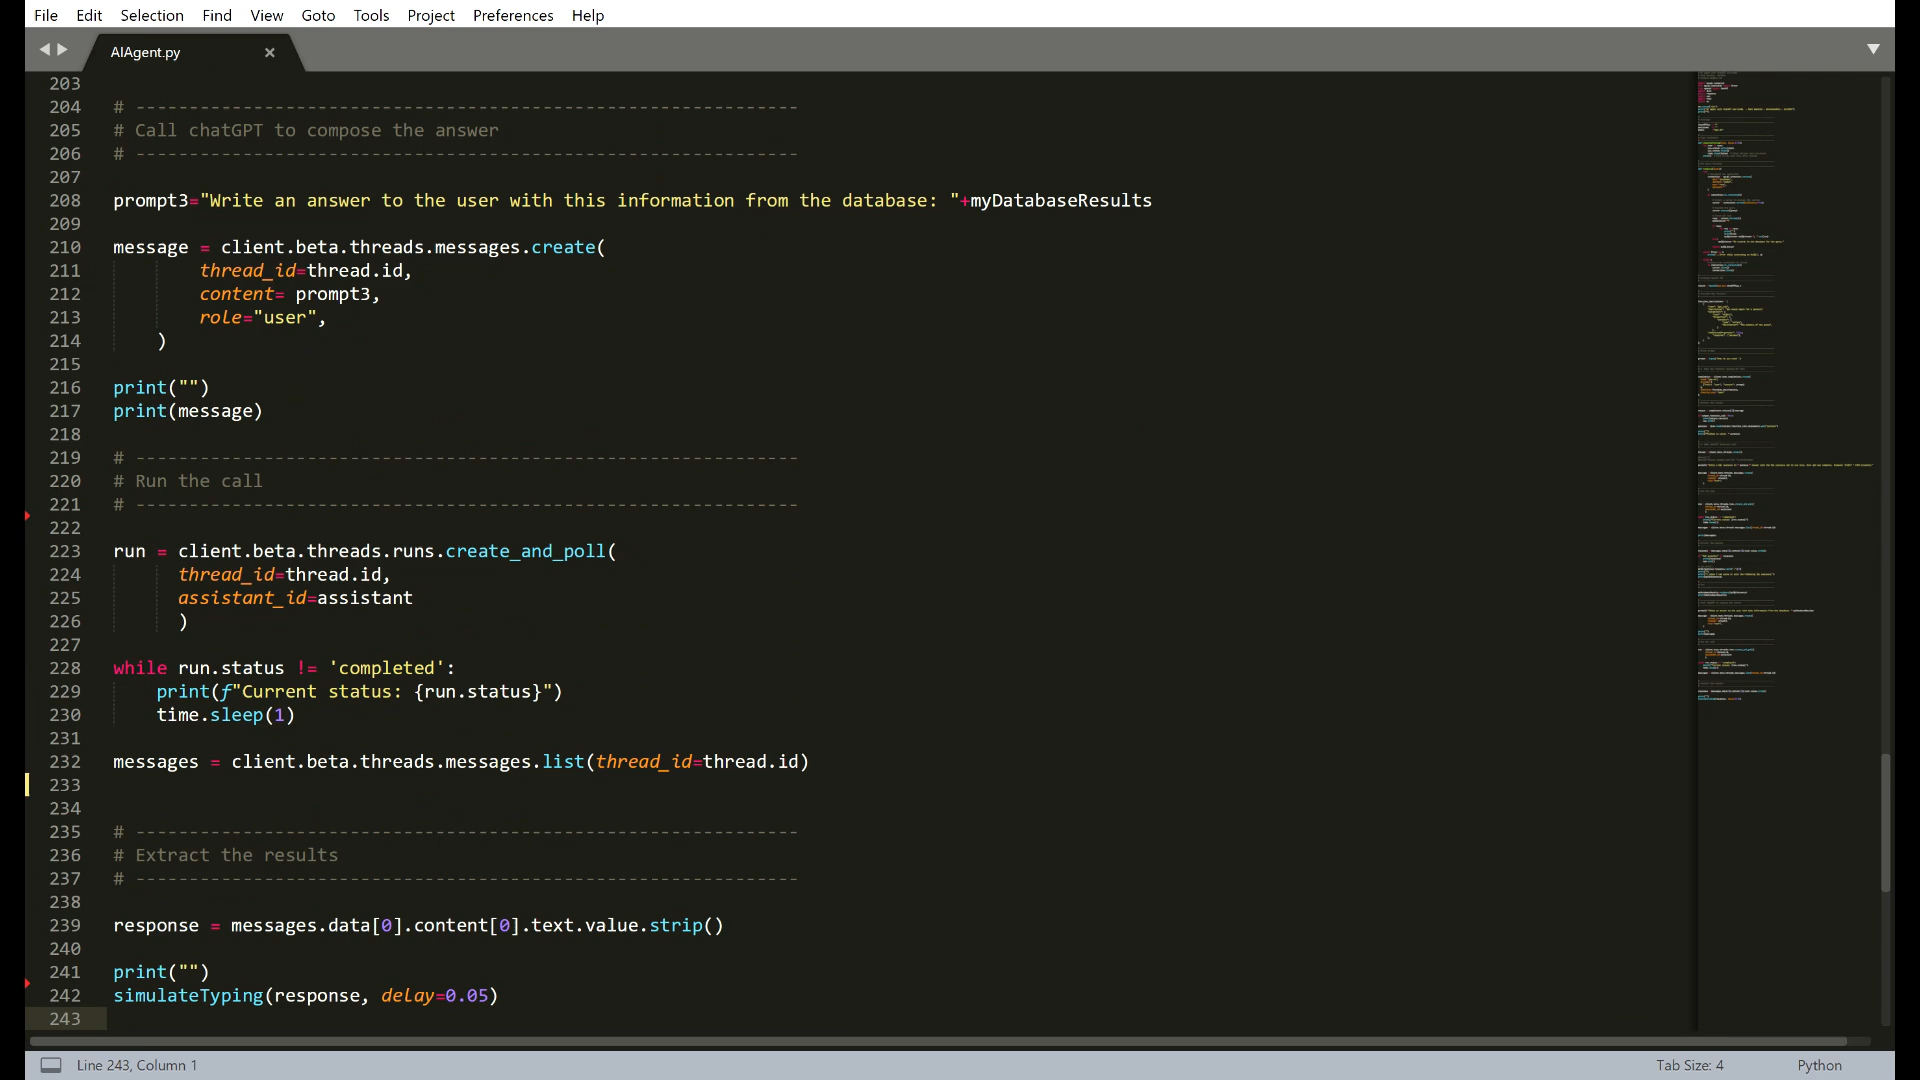 File Edit Selection Find View Goto Tools Project Preferences Help
AIAgent.py
203
204 # --------------------------------------------------------------
205 # Call chatGPT to compose the answer
206 # --------------------------------------------------------------
207
208 prompt3="Write an answer to the user with this information from the database: "+myDatabaseResults
209
210 message = client.beta.threads.messages.create(
211 thread_id=thread.id,
212 content= prompt3,
213 role="user",
214 )
215
216 print("")
217 print(message)
218
219 # --------------------------------------------------------------
220 # Run the call
221 # --------------------------------------------------------------
222
223 run = client.beta.threads.runs.create_and_poll(
224 thread_id=thread.id,
225 assistant_id=assistant
226 )
227
228 while run.status != 'completed':
229 print(f"Current status: {run.status}")
230 time.sleep(1)
231
232 messages = client.beta.threads.messages.list(thread_id=thread.id)
233
234
235 # --------------------------------------------------------------
236 # Extract the results
237 # --------------------------------------------------------------
238
239 response = messages.data[0].content[0].text.value.strip()
240
241 print("")
242 simulateTyping(response, delay=0.05)
243
Line 243, Column 1
Tab Size: 4
Python